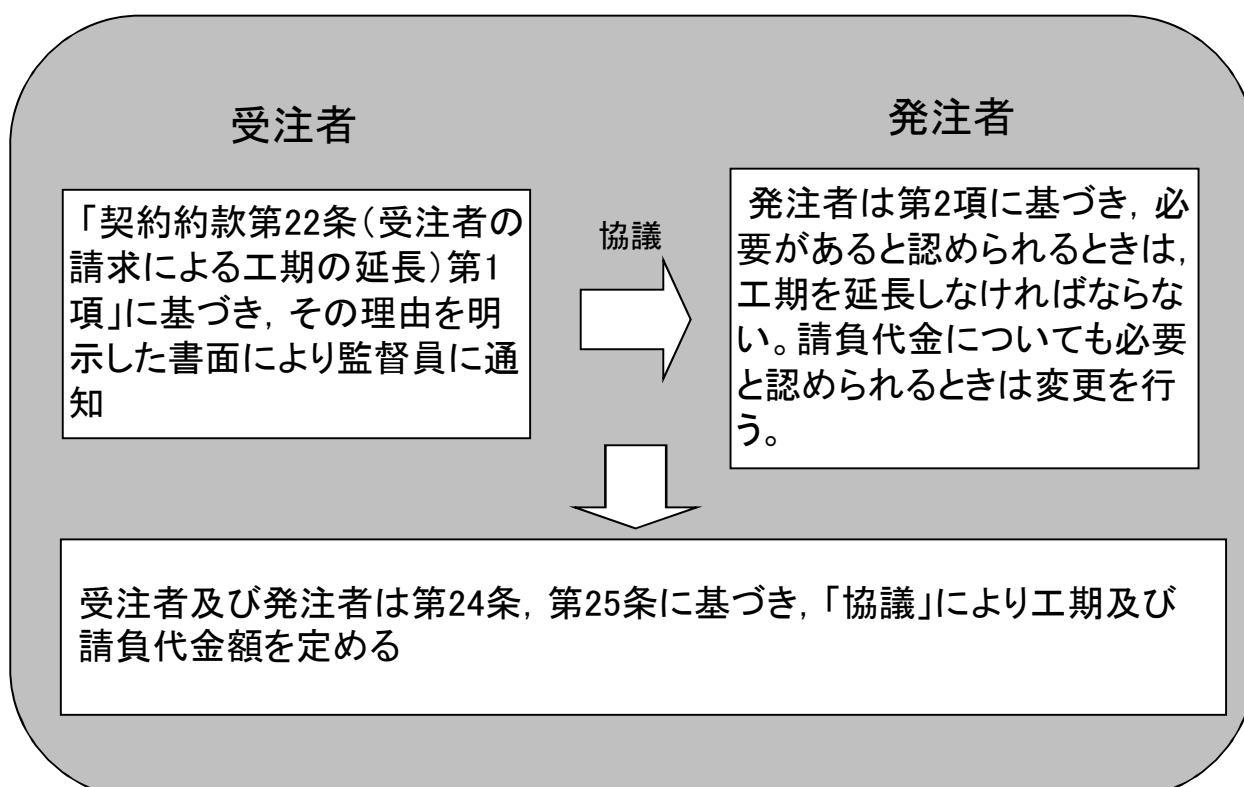 受注者
「契約約款第22条（受注者の
請求による工期の延長）第1
項」に基づき，その理由を明
示した書面により監督員に通
知
協議
発注者
発注者は第2項に基づき，必
要があると認められるときは，
工期を延長しなければならな
い。請負代金についても必要
と認められるときは変更を行
う。
受注者及び発注者は第24条，第25条に基づき，「協議」により工期及び
請負代金額を定める